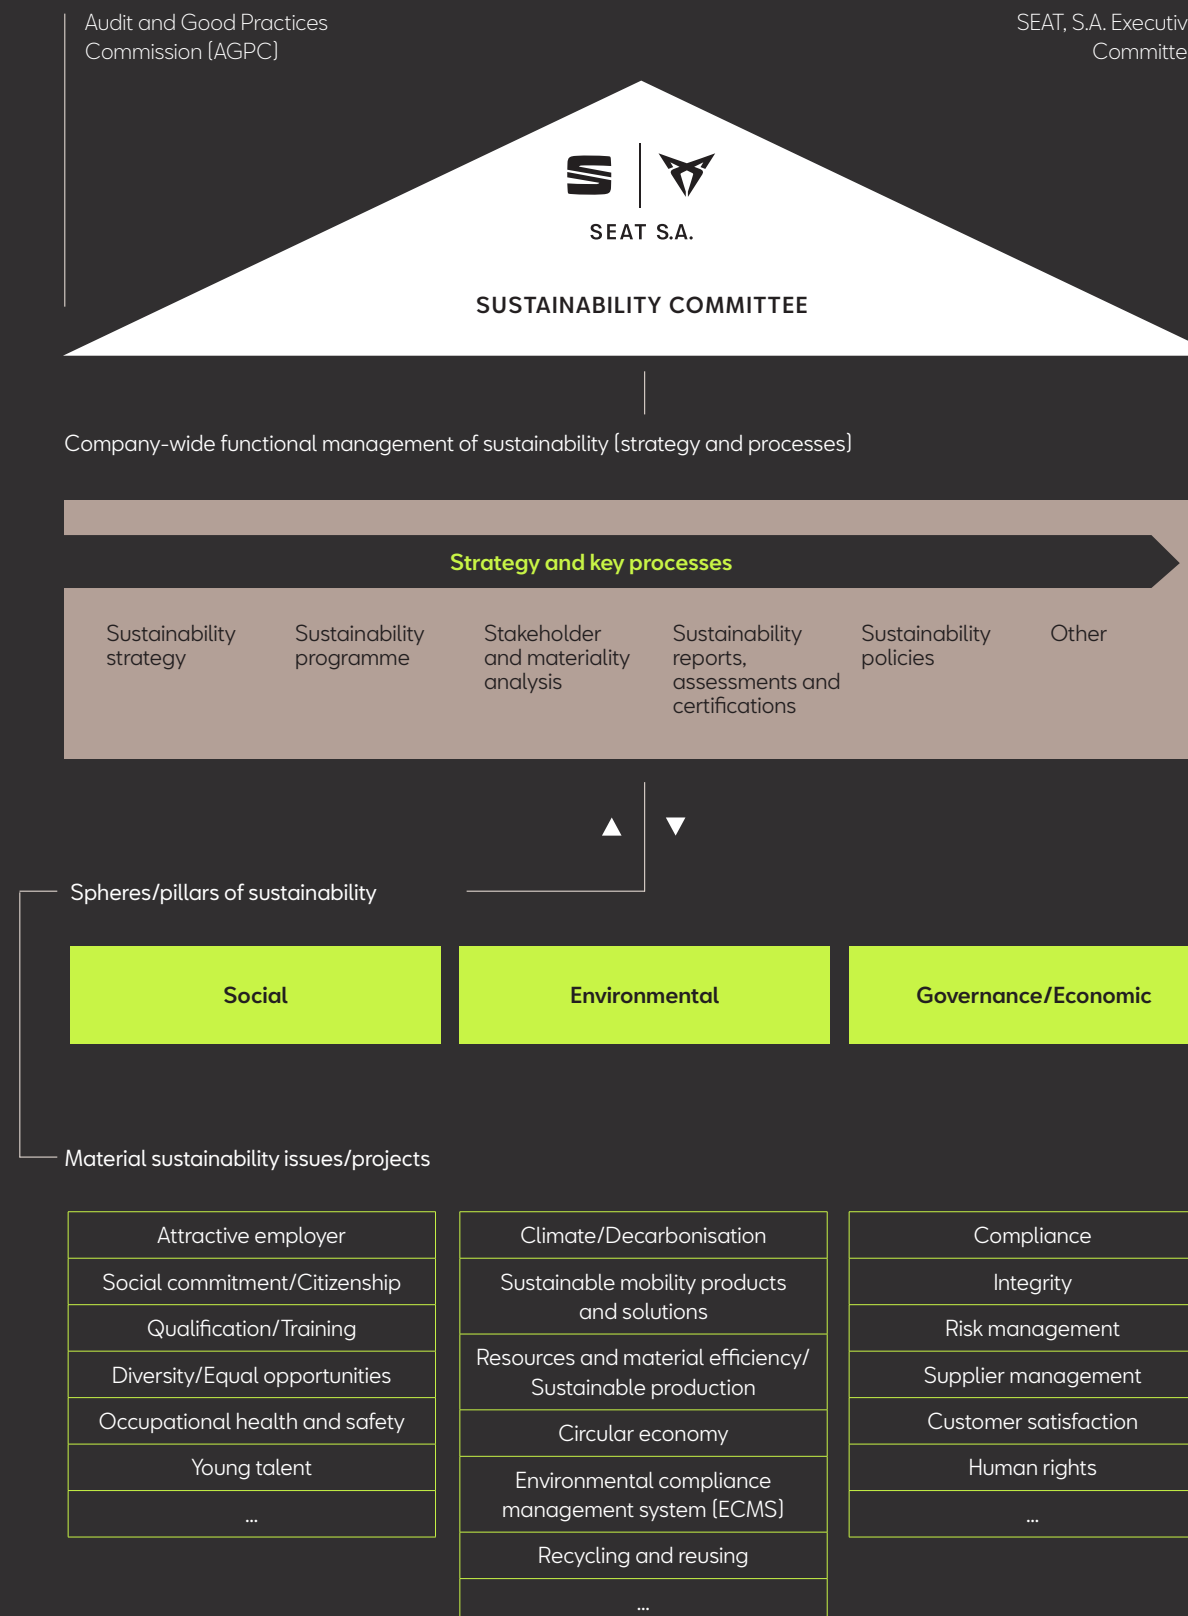 Audit and Good Practices
Commission (AGPC)
SEAT, S.A. Executiv
Committe
SEAT S.A.
SUSTAINABILITY COMMITTEE
Company-wide functional management of sustainability (strategy and processes)
Strategy and key processes
Sustainability
strategy
Sustainability
programme
Stakeholder
and materiality
analysis
Sustainability
reports,
assessments and
certifications
Sustainability
policies
Other
Spheres/pillars of sustainability
Social
Environmental
Governance/Economic
Material sustainability issues/projects
Attractive employer
Social commitment/Citizenship
Qualification/Training
Diversity/Equal opportunities
Occupational health and safety
Young talent
...
Climate/Decarbonisation
Sustainable mobility products
and solutions
Resources and material efficiency/
Sustainable production
Circular economy
Environmental compliance
management system (ECMS)
Recycling and reusing
...
Compliance
Integrity
Risk management
Supplier management
Customer satisfaction
Human rights
...